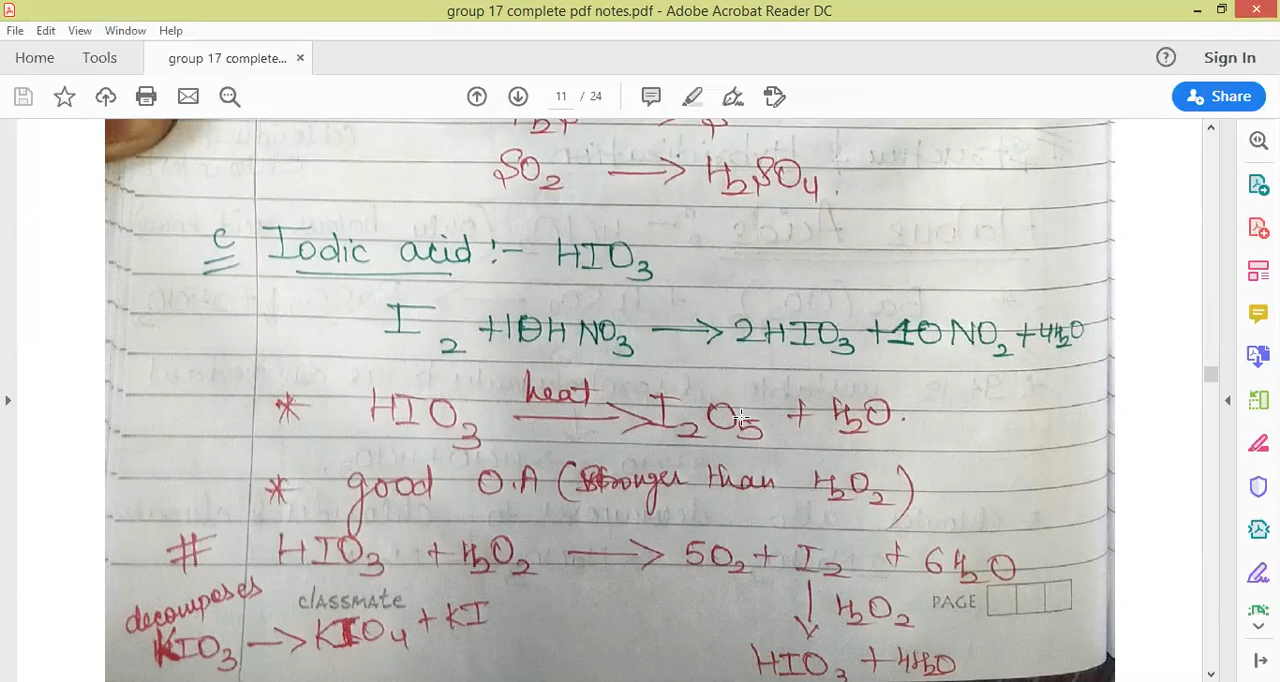 group 17 complete pdf notes.pdf - Adobe Acrobat Reader DC
File Edit View Window Help
Home Tools group 17 complete... × Sign In
11 / 24 Share
SO₂ → H₂SO₄.
c Iodic acid :- HIO₃
I₂ + 10HNO₃ → 2HIO₃ + 10NO₂ + 4H₂O
* HIO₃ heat → I₂O₅ + H₂O.
* good O.A (Stronger than H₂O₂)
# HIO₃ + H₂O₂ → 5O₂ + I₂ + 6H₂O
decomposes classmate ↓ H₂O₂ PAGE
KIO₃ → KIO₄ + KI
HIO₃ + 4H₂O